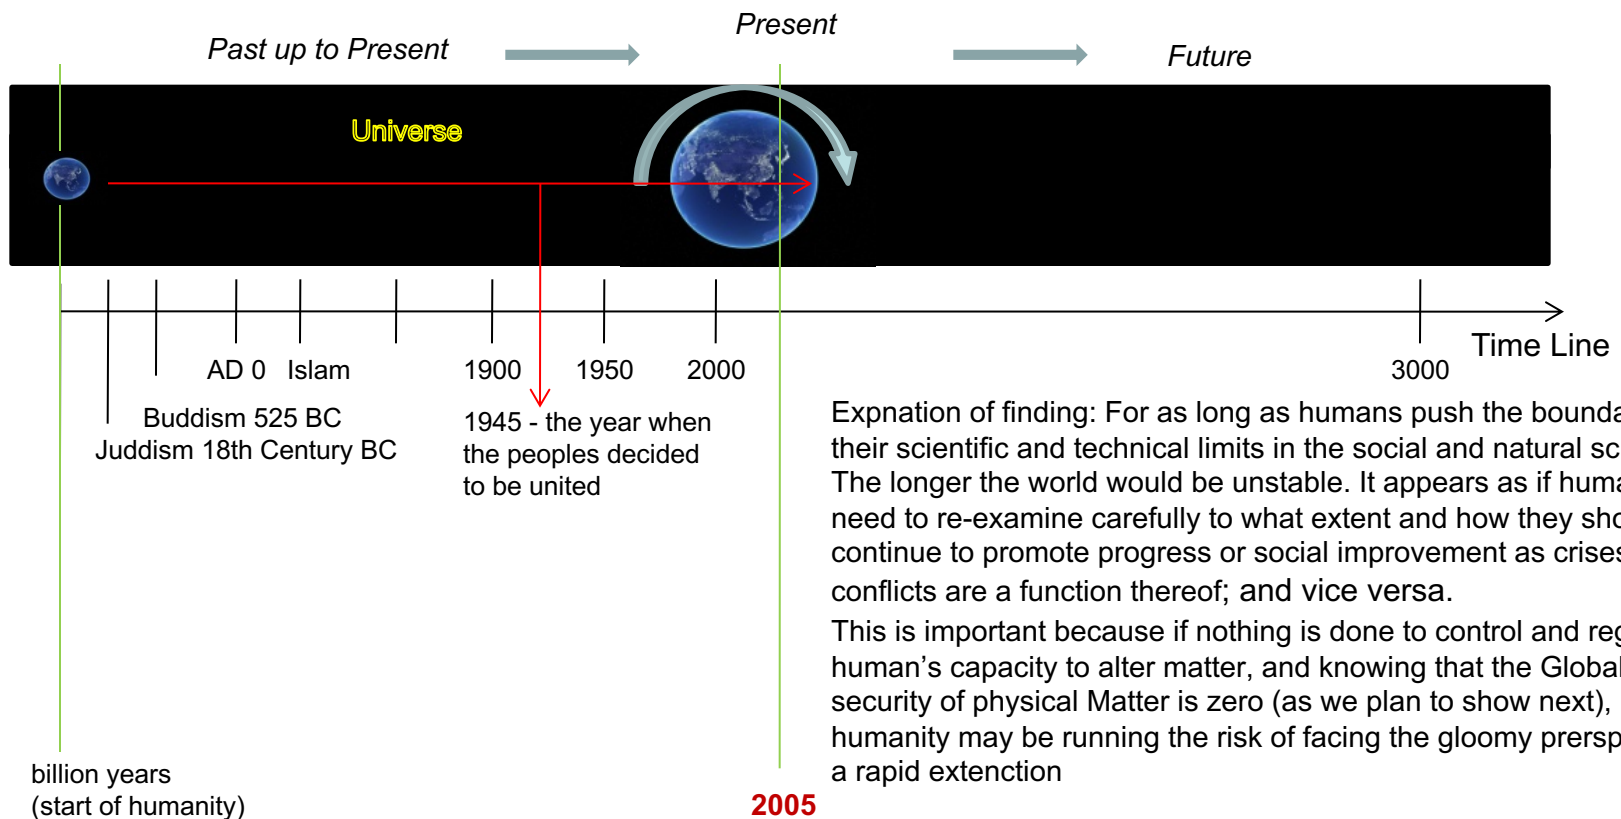 Present
Past up to Present
Future
Universe
Time Line
AD 0 Islam 1900 1950 2000 3000
Buddism 525 BC
Juddism 18th Century BC
1945 - the year when
the peoples decided
to be united
Expnation of finding: For as long as humans push the
their scientific and technical limits in the social and natural
The longer the world would be unstable. It appears as if
need to re-examine carefully to what extent and how they
continue to promote progress or social improvement as crises
conflicts are a function thereof; and vice versa.
This is important because if nothing is done to control and
human’s capacity to alter matter, and knowing that the Global
security of physical Matter is zero (as we plan to show next),
humanity may be running the risk of facing the gloomy
a rapid extenction
billion years
(start of humanity)
2005